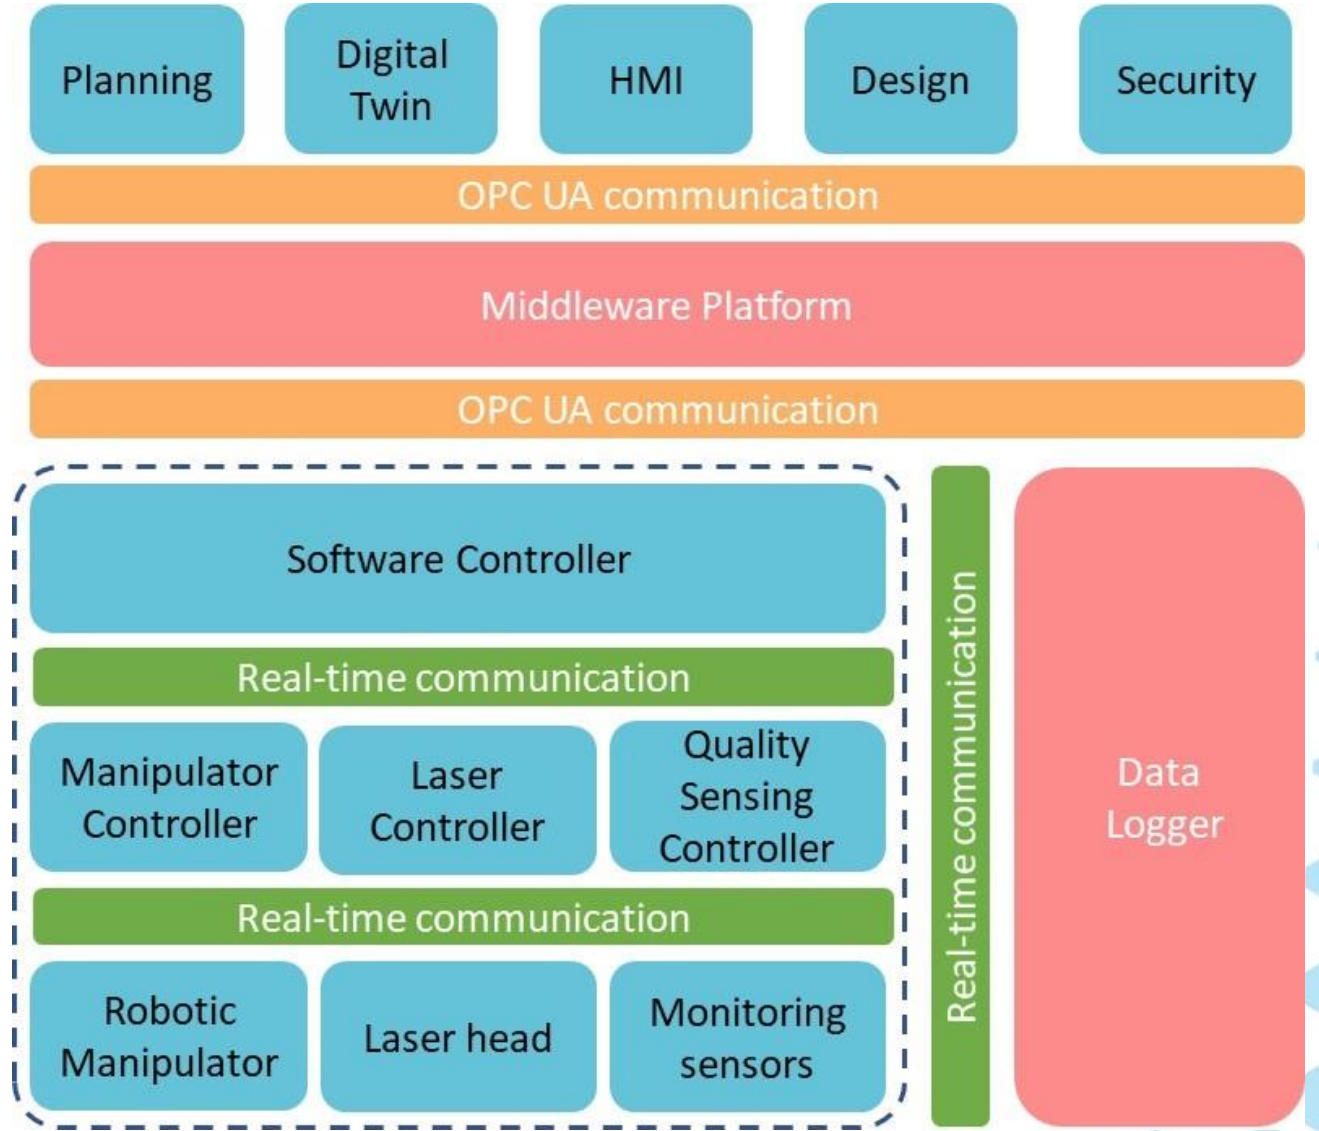 Planning
Digital
Twin
HMI
Design
Security
OPC UA communication
Middleware Platform
OPC UA communication
Software Controller
Real-time communication
Manipulator
Controller
Laser
Controller
Quality
Sensing
Controller
Real-time communication
Robotic
Manipulator
Laser head
Monitoring
sensors
Real-time communication
Data
Logger